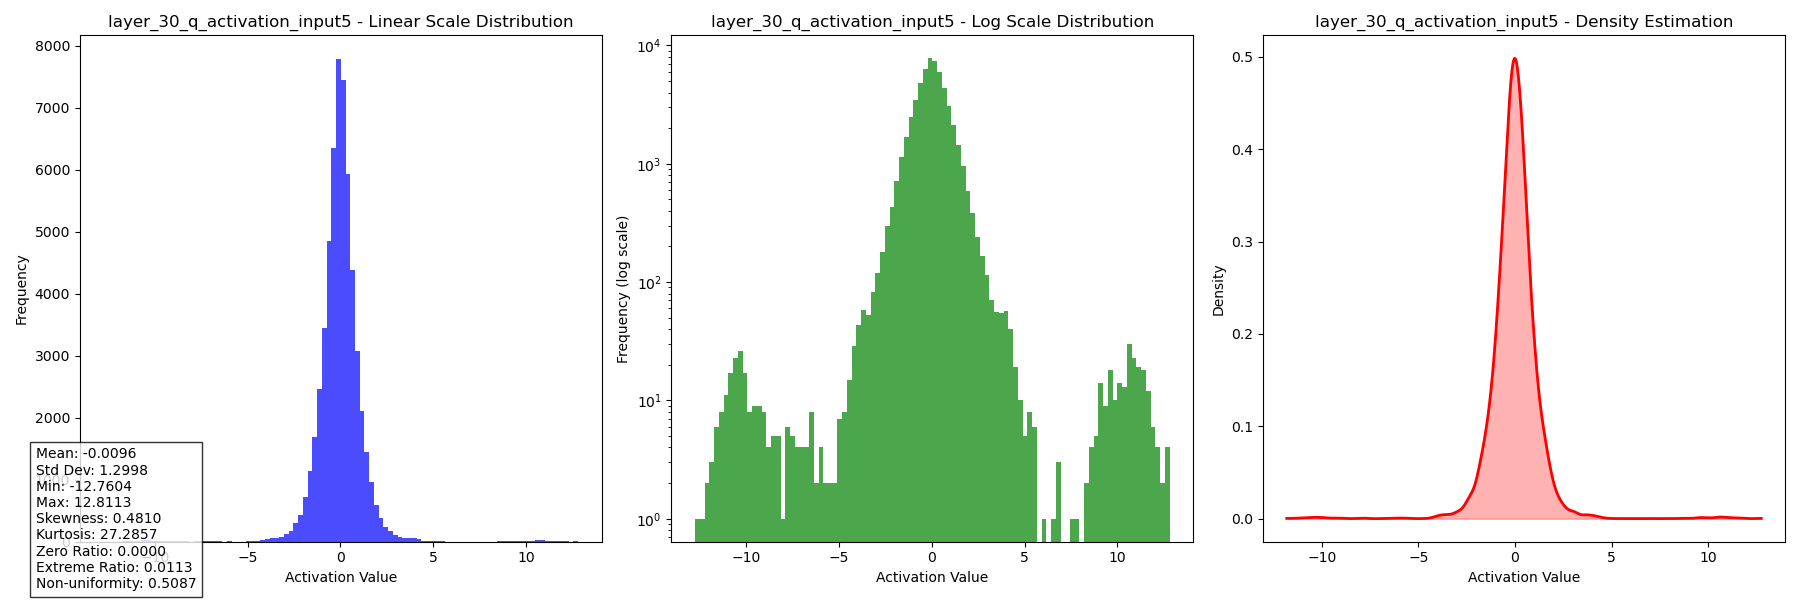 layer_30_q_activation_input5 - Linear Scale Distribution
8000
7000
6000
5000
4000
3000
2000
Frequency
−5
0
5
10
Activation Value
Mean: -0.0096
Std Dev: 1.2998
Min: -12.7604
Max: 12.8113
Skewness: 0.4810
Kurtosis: 27.2857
Zero Ratio: 0.0000
Extreme Ratio: 0.0113
Non-uniformity: 0.5087
layer_30_q_activation_input5 - Log Scale Distribution
10⁴
10³
10²
10¹
10⁰
Frequency (log scale)
−10
−5
0
5
10
Activation Value
layer_30_q_activation_input5 - Density Estimation
0.5
0.4
0.3
0.2
0.1
0.0
Density
−10
−5
0
5
10
Activation Value